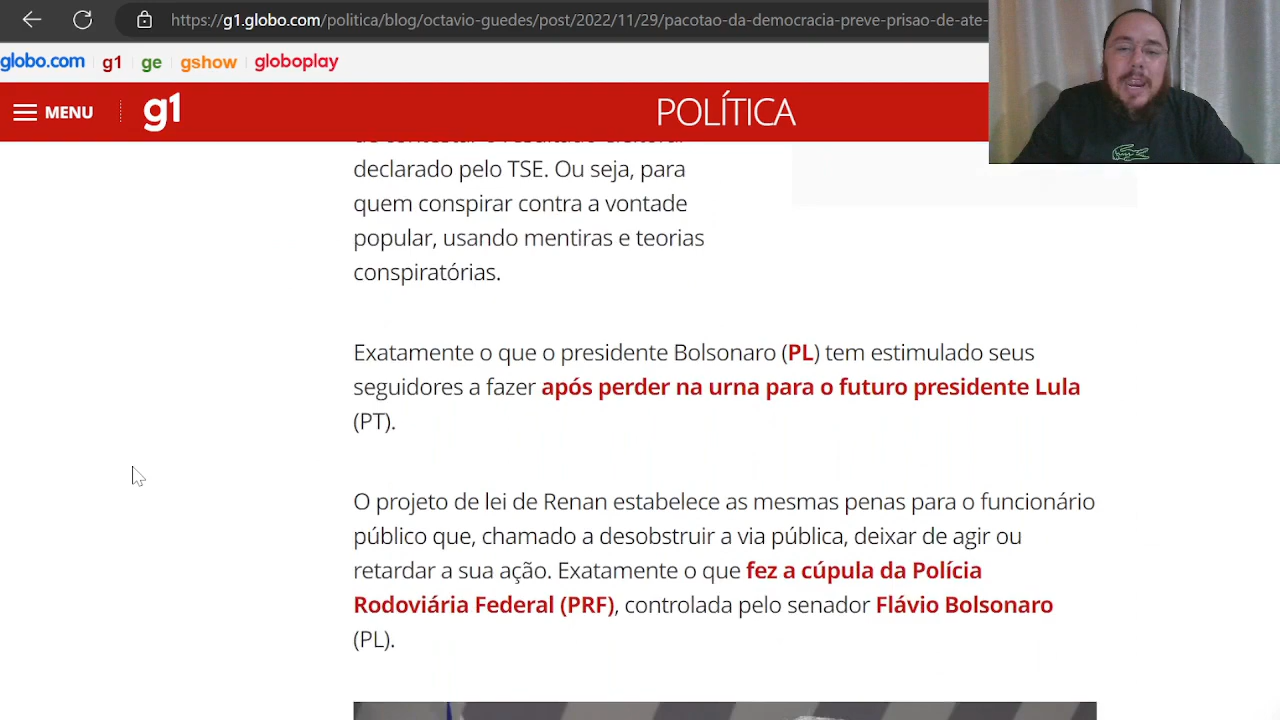 https://g1.globo.com/politica/blog/octavio-guedes/post/2022/11/29/pacotao-da-democracia-preve-prisao-de-ate-
globo.com g1 ge gshow globoplay
MENU g1 POLÍTICA
de contestar o resultado eleitoral
declarado pelo TSE. Ou seja, para
quem conspirar contra a vontade
popular, usando mentiras e teorias
conspiratórias.
Exatamente o que o presidente Bolsonaro (PL) tem estimulado seus
seguidores a fazer após perder na urna para o futuro presidente Lula
(PT).
O projeto de lei de Renan estabelece as mesmas penas para o funcionário
público que, chamado a desobstruir a via pública, deixar de agir ou
retardar a sua ação. Exatamente o que fez a cúpula da Polícia
Rodoviária Federal (PRF), controlada pelo senador Flávio Bolsonaro
(PL).